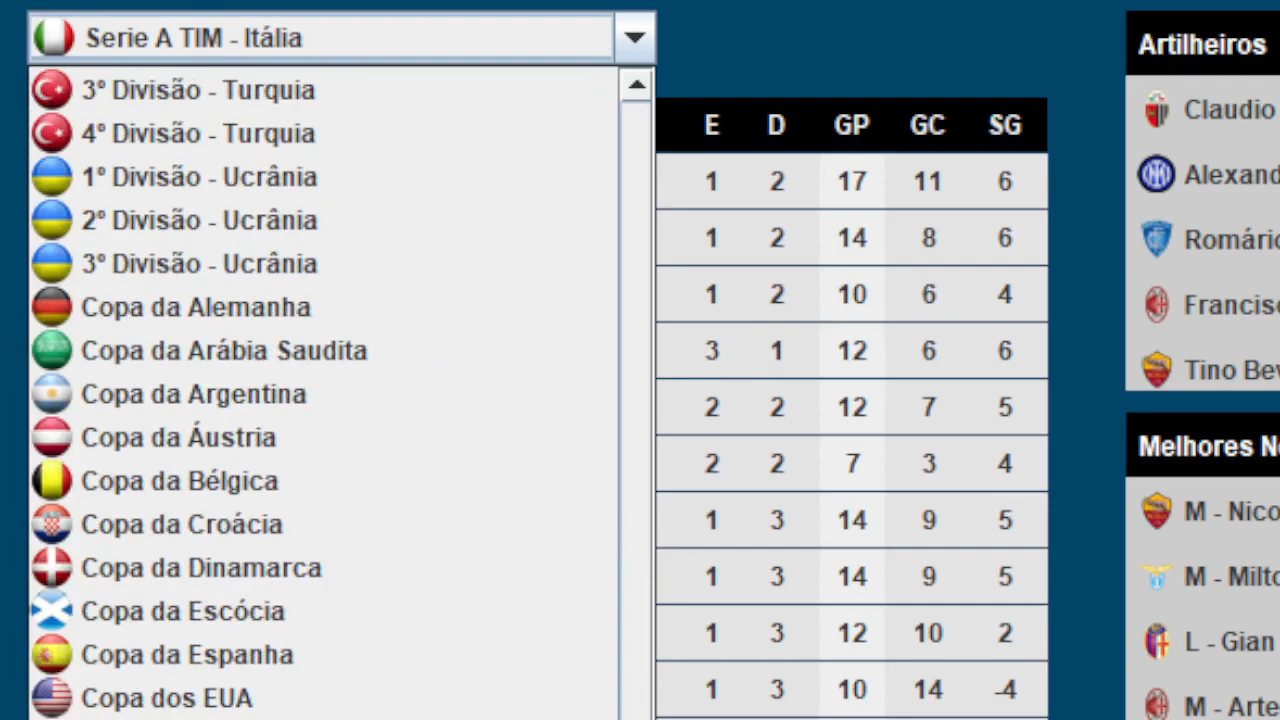 Serie A TIM - Itália
3º Divisão - Turquia
4º Divisão - Turquia
1º Divisão - Ucrânia
2º Divisão - Ucrânia
3º Divisão - Ucrânia
Copa da Alemanha
Copa da Arábia Saudita
Copa da Argentina
Copa da Áustria
Copa da Bélgica
Copa da Croácia
Copa da Dinamarca
Copa da Escócia
Copa da Espanha
Copa dos EUA
E D GP GC SG
1 2 17 11 6
1 2 14 8 6
1 2 10 6 4
3 1 12 6 6
2 2 12 7 5
2 2 7 3 4
1 3 14 9 5
1 3 14 9 5
1 3 12 10 2
1 3 10 14 -4
Artilheiros
Claudio
Alexand
Romário
Francisc
Tino Bev
Melhores No
M - Nico
M - Milto
L - Gian
M - Arte